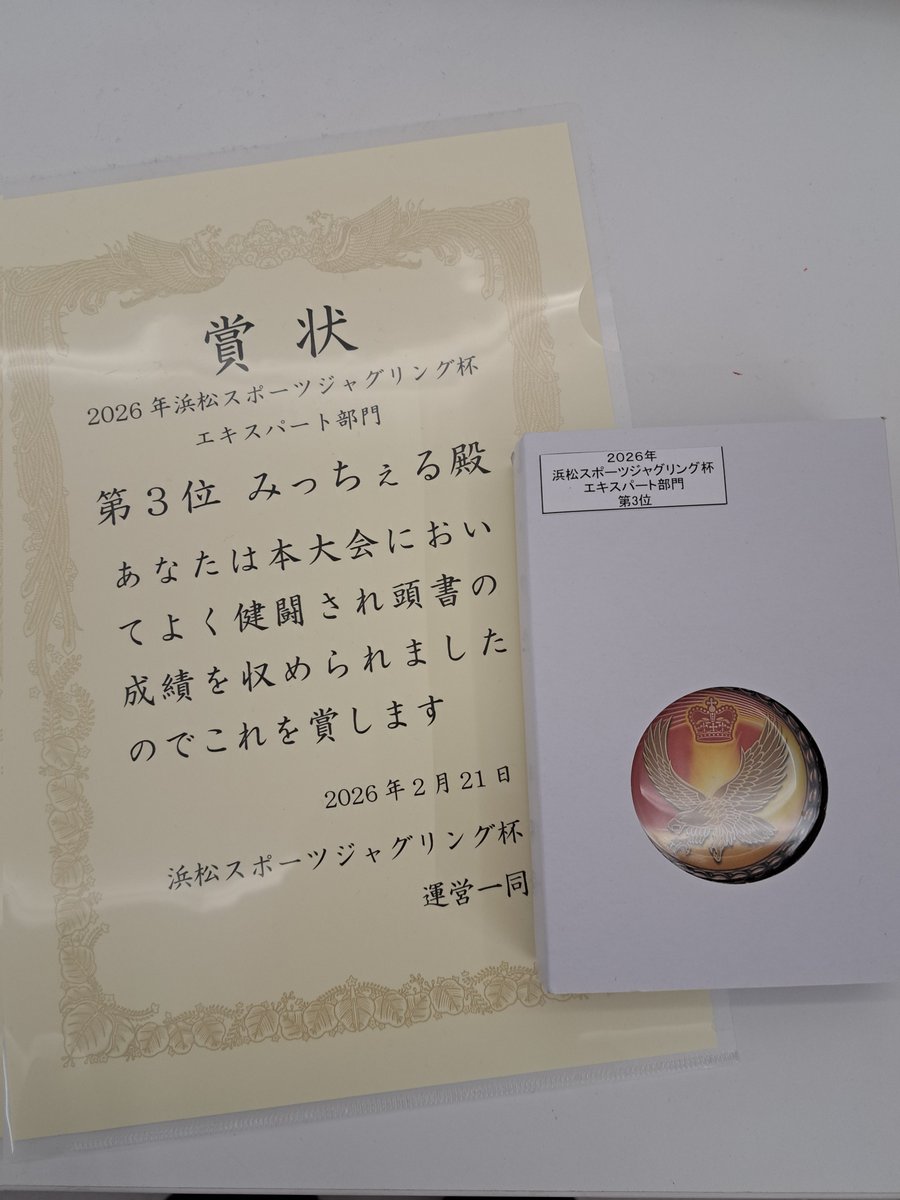 賞状
2026年浜松スポーツジャグリング杯
エキスパート部門
第3位 みっちぇる殿
あなたは本大会におい
てよく健闘され頭書の
成績を収められました
のでこれを賞します
2026年2月21日
浜松スポーツジャグリング杯
運営一同
2026年
浜松スポーツジャグリング杯
エキスパート部門
第3位